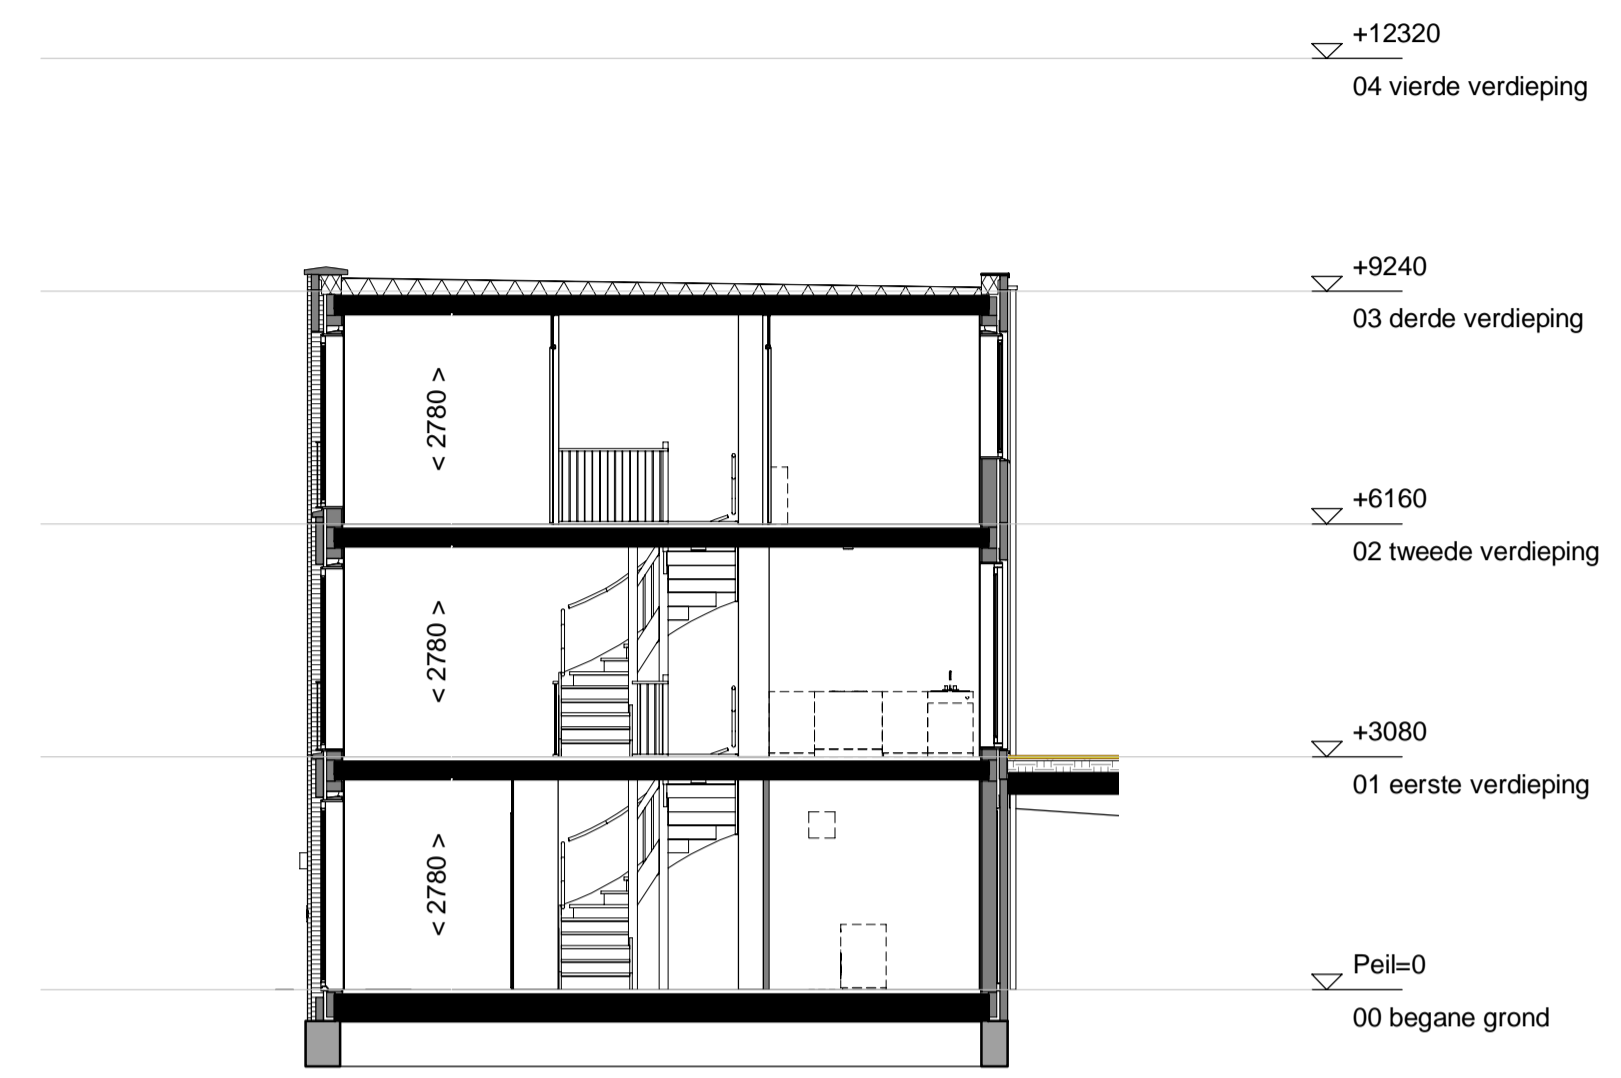 +12320
04 vierde verdieping
+9240
03 derde verdieping
< 2780 >
+6160
02 tweede verdieping
< 2780 >
+3080
01 eerste verdieping
< 2780 >
Peil=0
00 begane grond